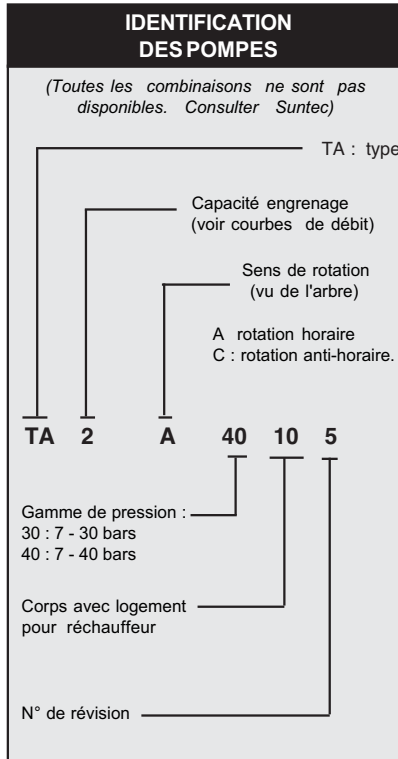 IDENTIFICATION
DES POMPES
(Toutes les combinaisons ne sont pas
disponibles. Consulter Suntec)
TA : type
Capacité engrenage
(voir courbes de débit)
Sens de rotation
(vu de l'arbre)
A rotation horaire
C : rotation anti-horaire.
TA 2 A 40 10 5
Gamme de pression :
30 : 7 - 30 bars
40 : 7 - 40 bars
Corps avec logement
pour réchauffeur
N° de révision